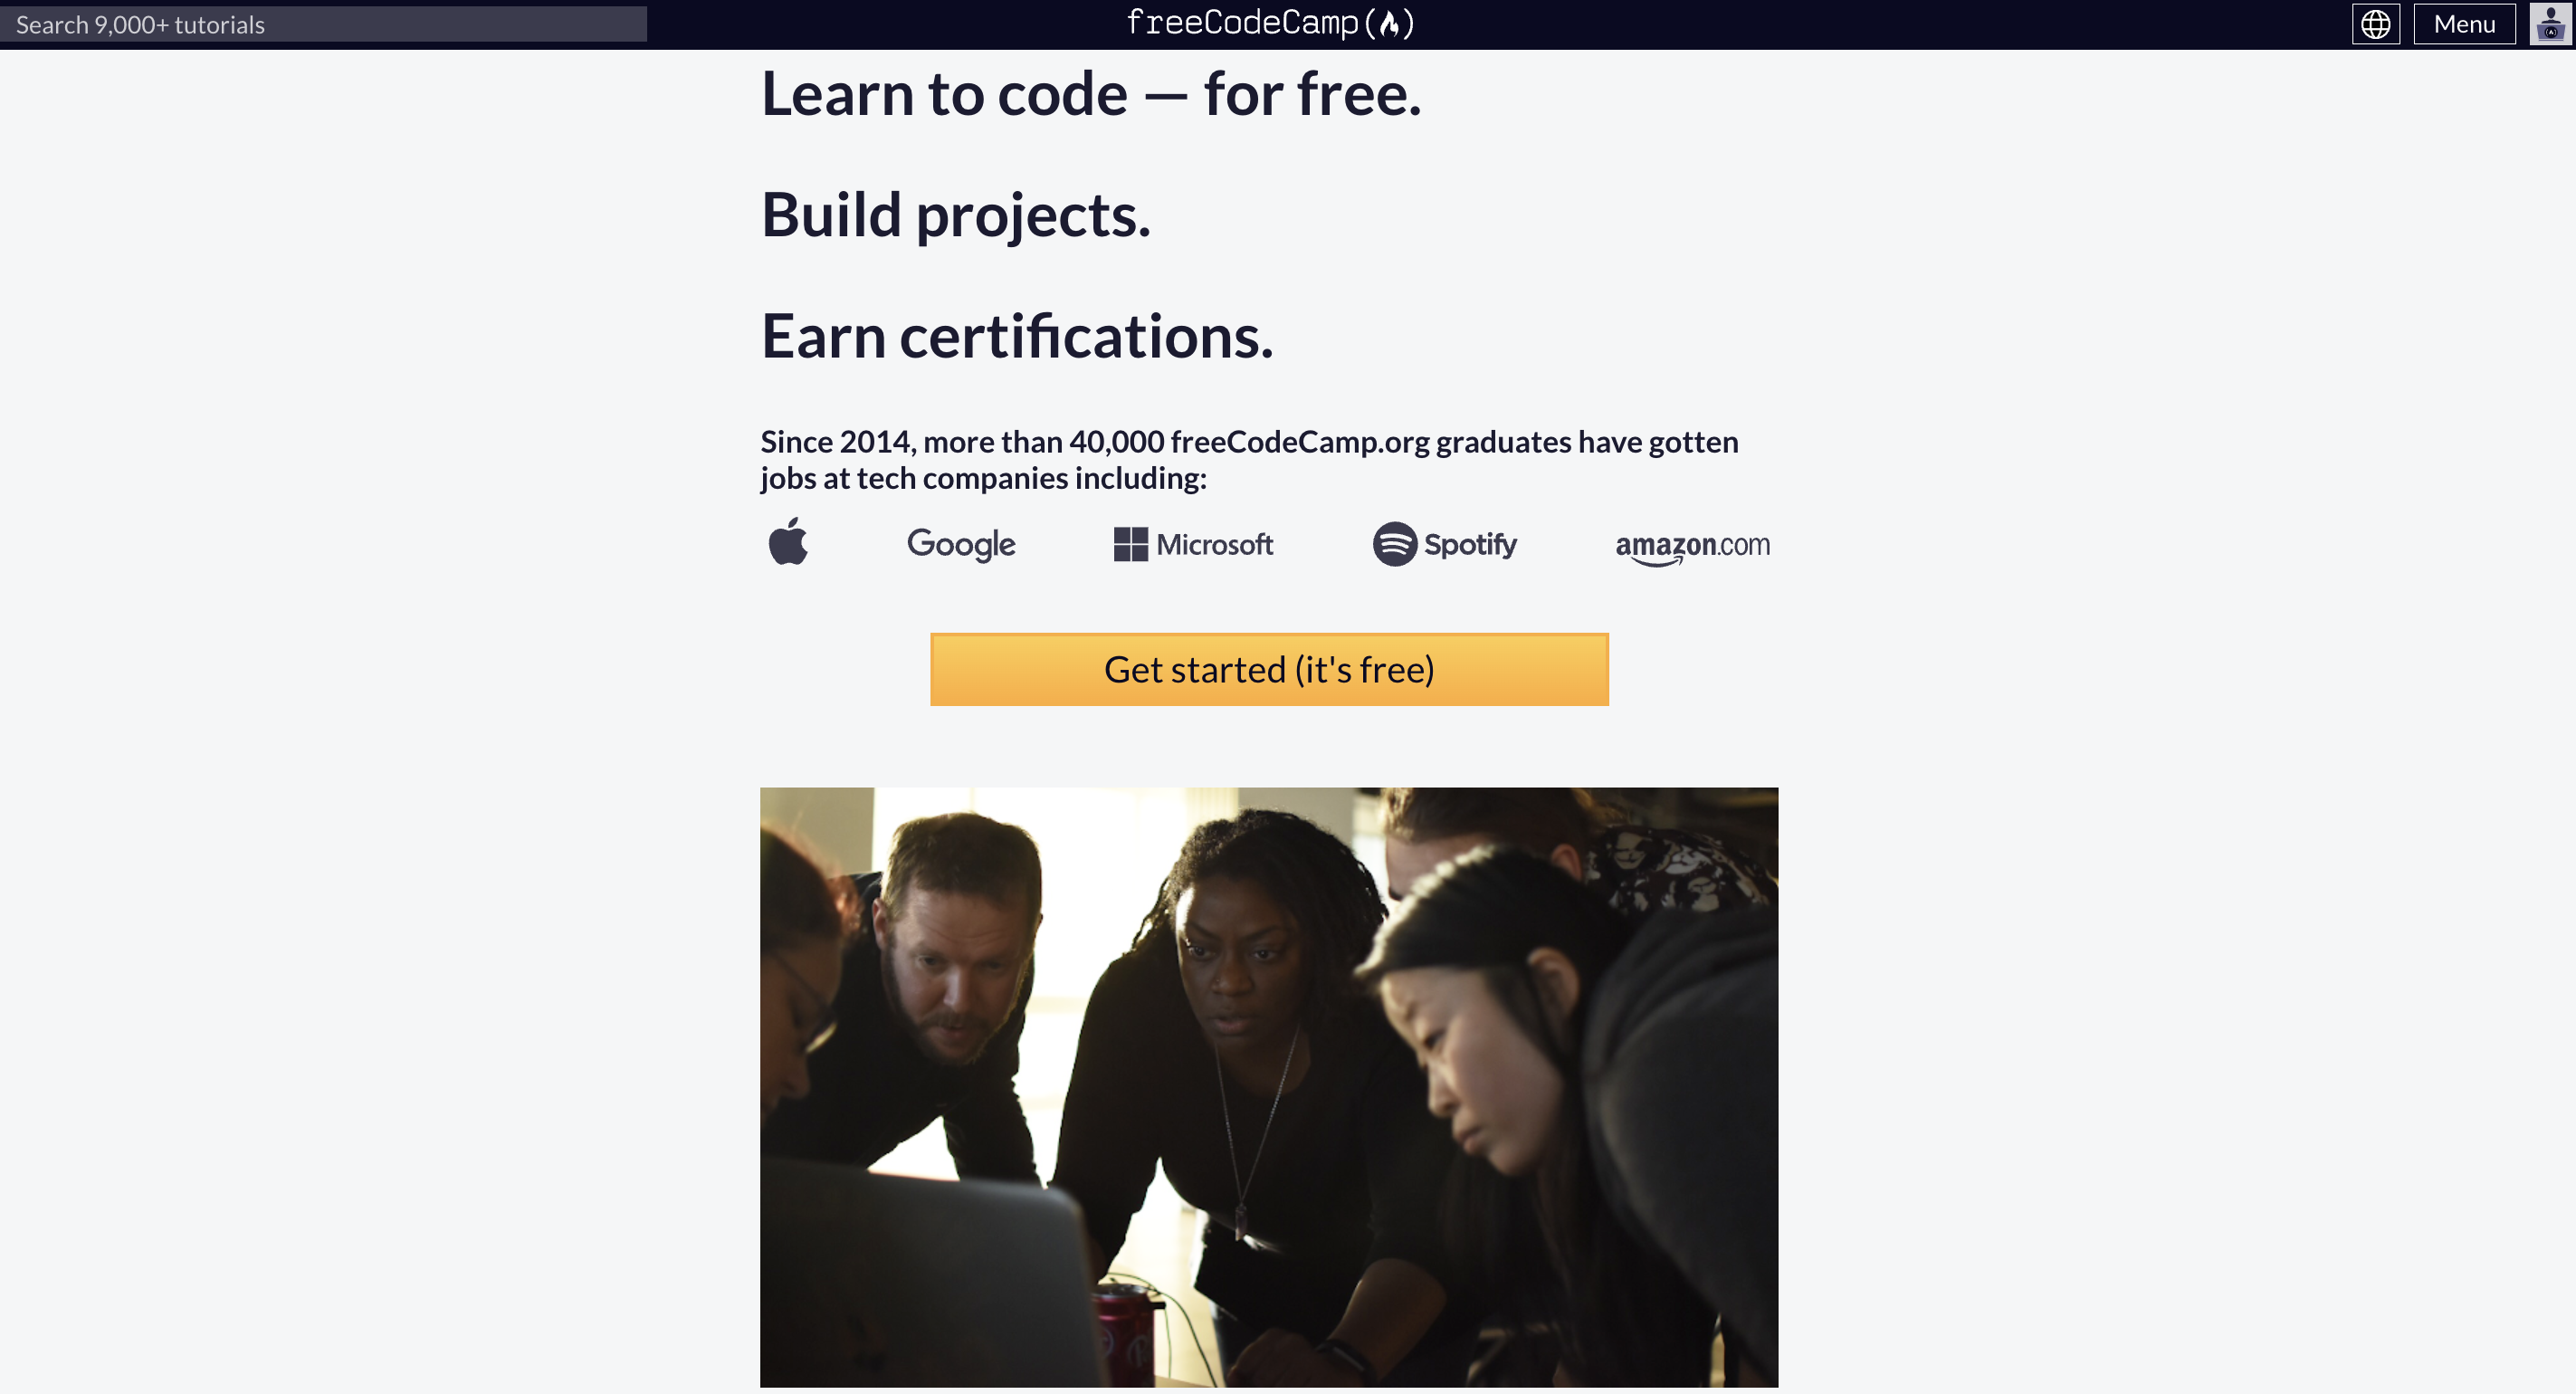 Search 9,000+ tutorials
freeCodeCamp
Menu
Learn to code — for free.
Build projects.
Earn certifications.
Since 2014, more than 40,000 freeCodeCamp.org graduates have gotten
jobs at tech companies including:
Google
Microsoft
Spotify
amazon.com
Get started (it's free)